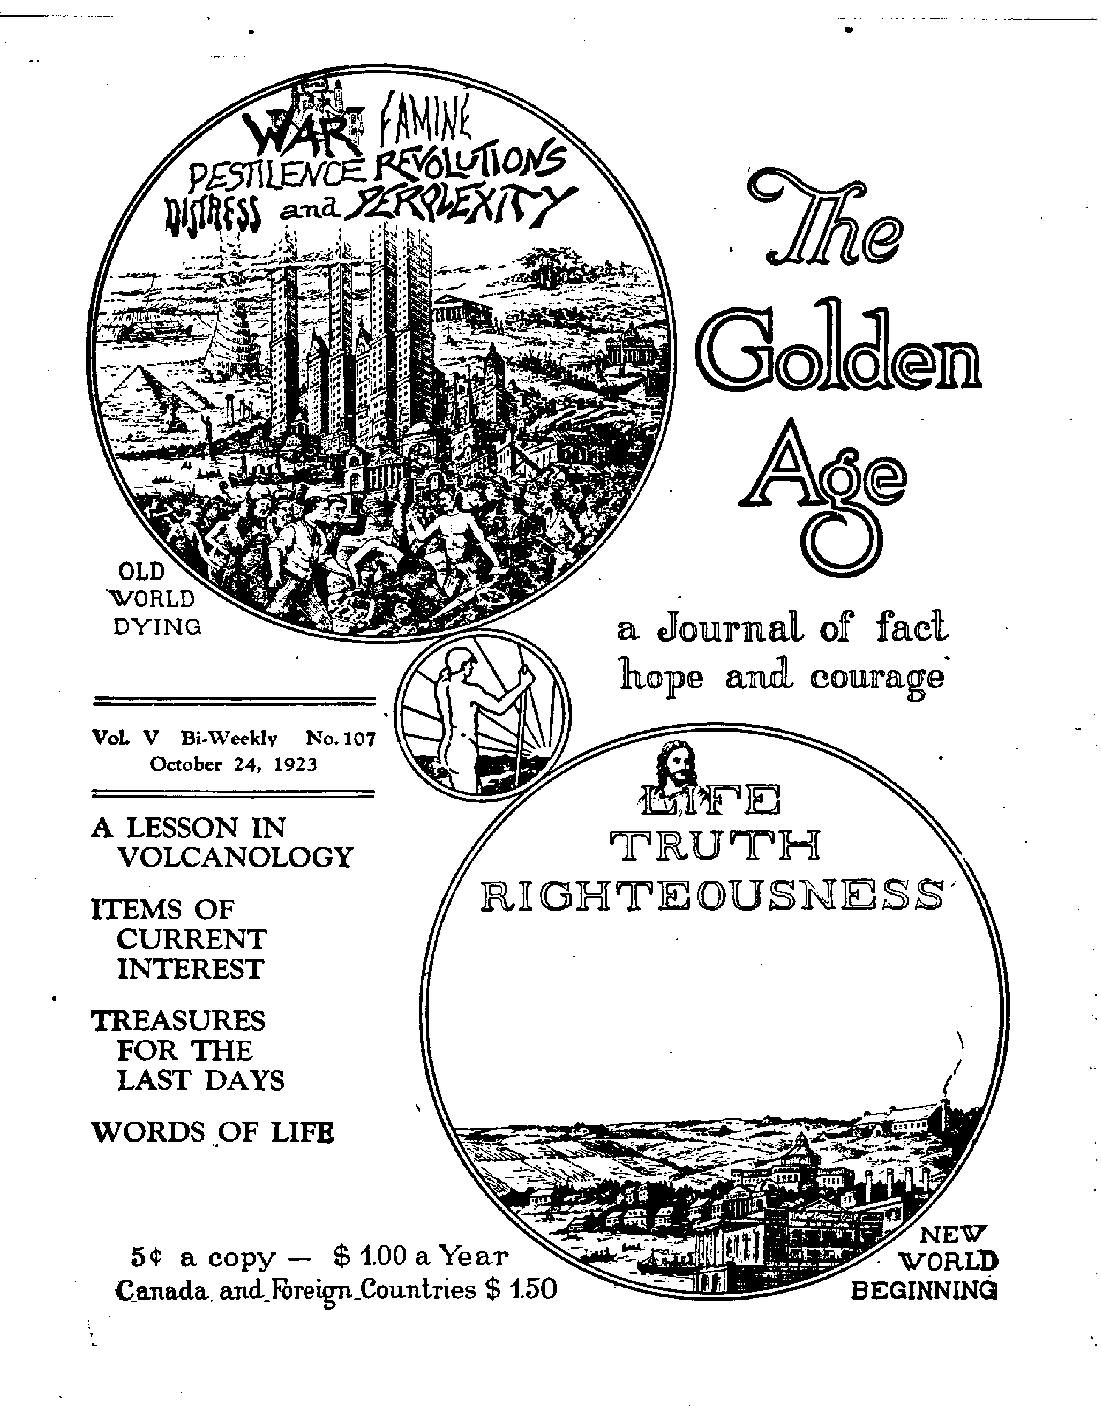 WAR FAMINE
PESTILENCE REVOLUTIONS
DISTRESS and PERPLEXITY
The
Golden
Age
OLD
WORLD
DYING
a Journal of fact
hope and courage
Vol. V Bi-Weekly No. 107
October 24, 1923
LIFE
TRUTH
RIGHTEOUSNESS
A LESSON IN
VOLCANOLOGY
ITEMS OF
CURRENT
INTEREST
TREASURES
FOR THE
LAST DAYS
WORDS OF LIFE
NEW
WORLD
BEGINNING
5¢ a copy — $ 1.00 a Year
Canada and Foreign Countries $ 1.50